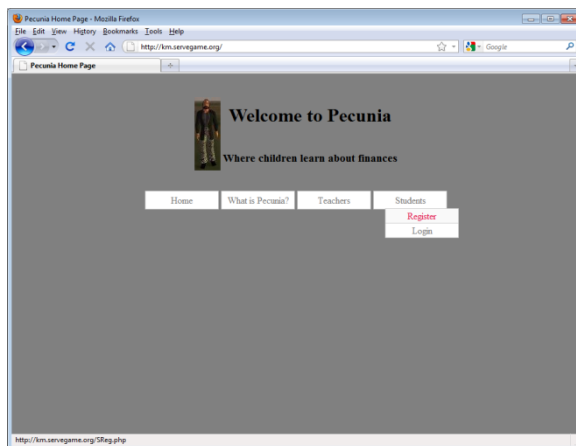 Pecunia Home Page - Mozilla Firefox
File Edit View History Bookmarks Tools Help
http://km.servegame.org/
Google
Pecunia Home Page
Welcome to Pecunia
Where children learn about finances
Home What is Pecunia? Teachers Students
Register
Login
http://km.servegame.org/SReg.php